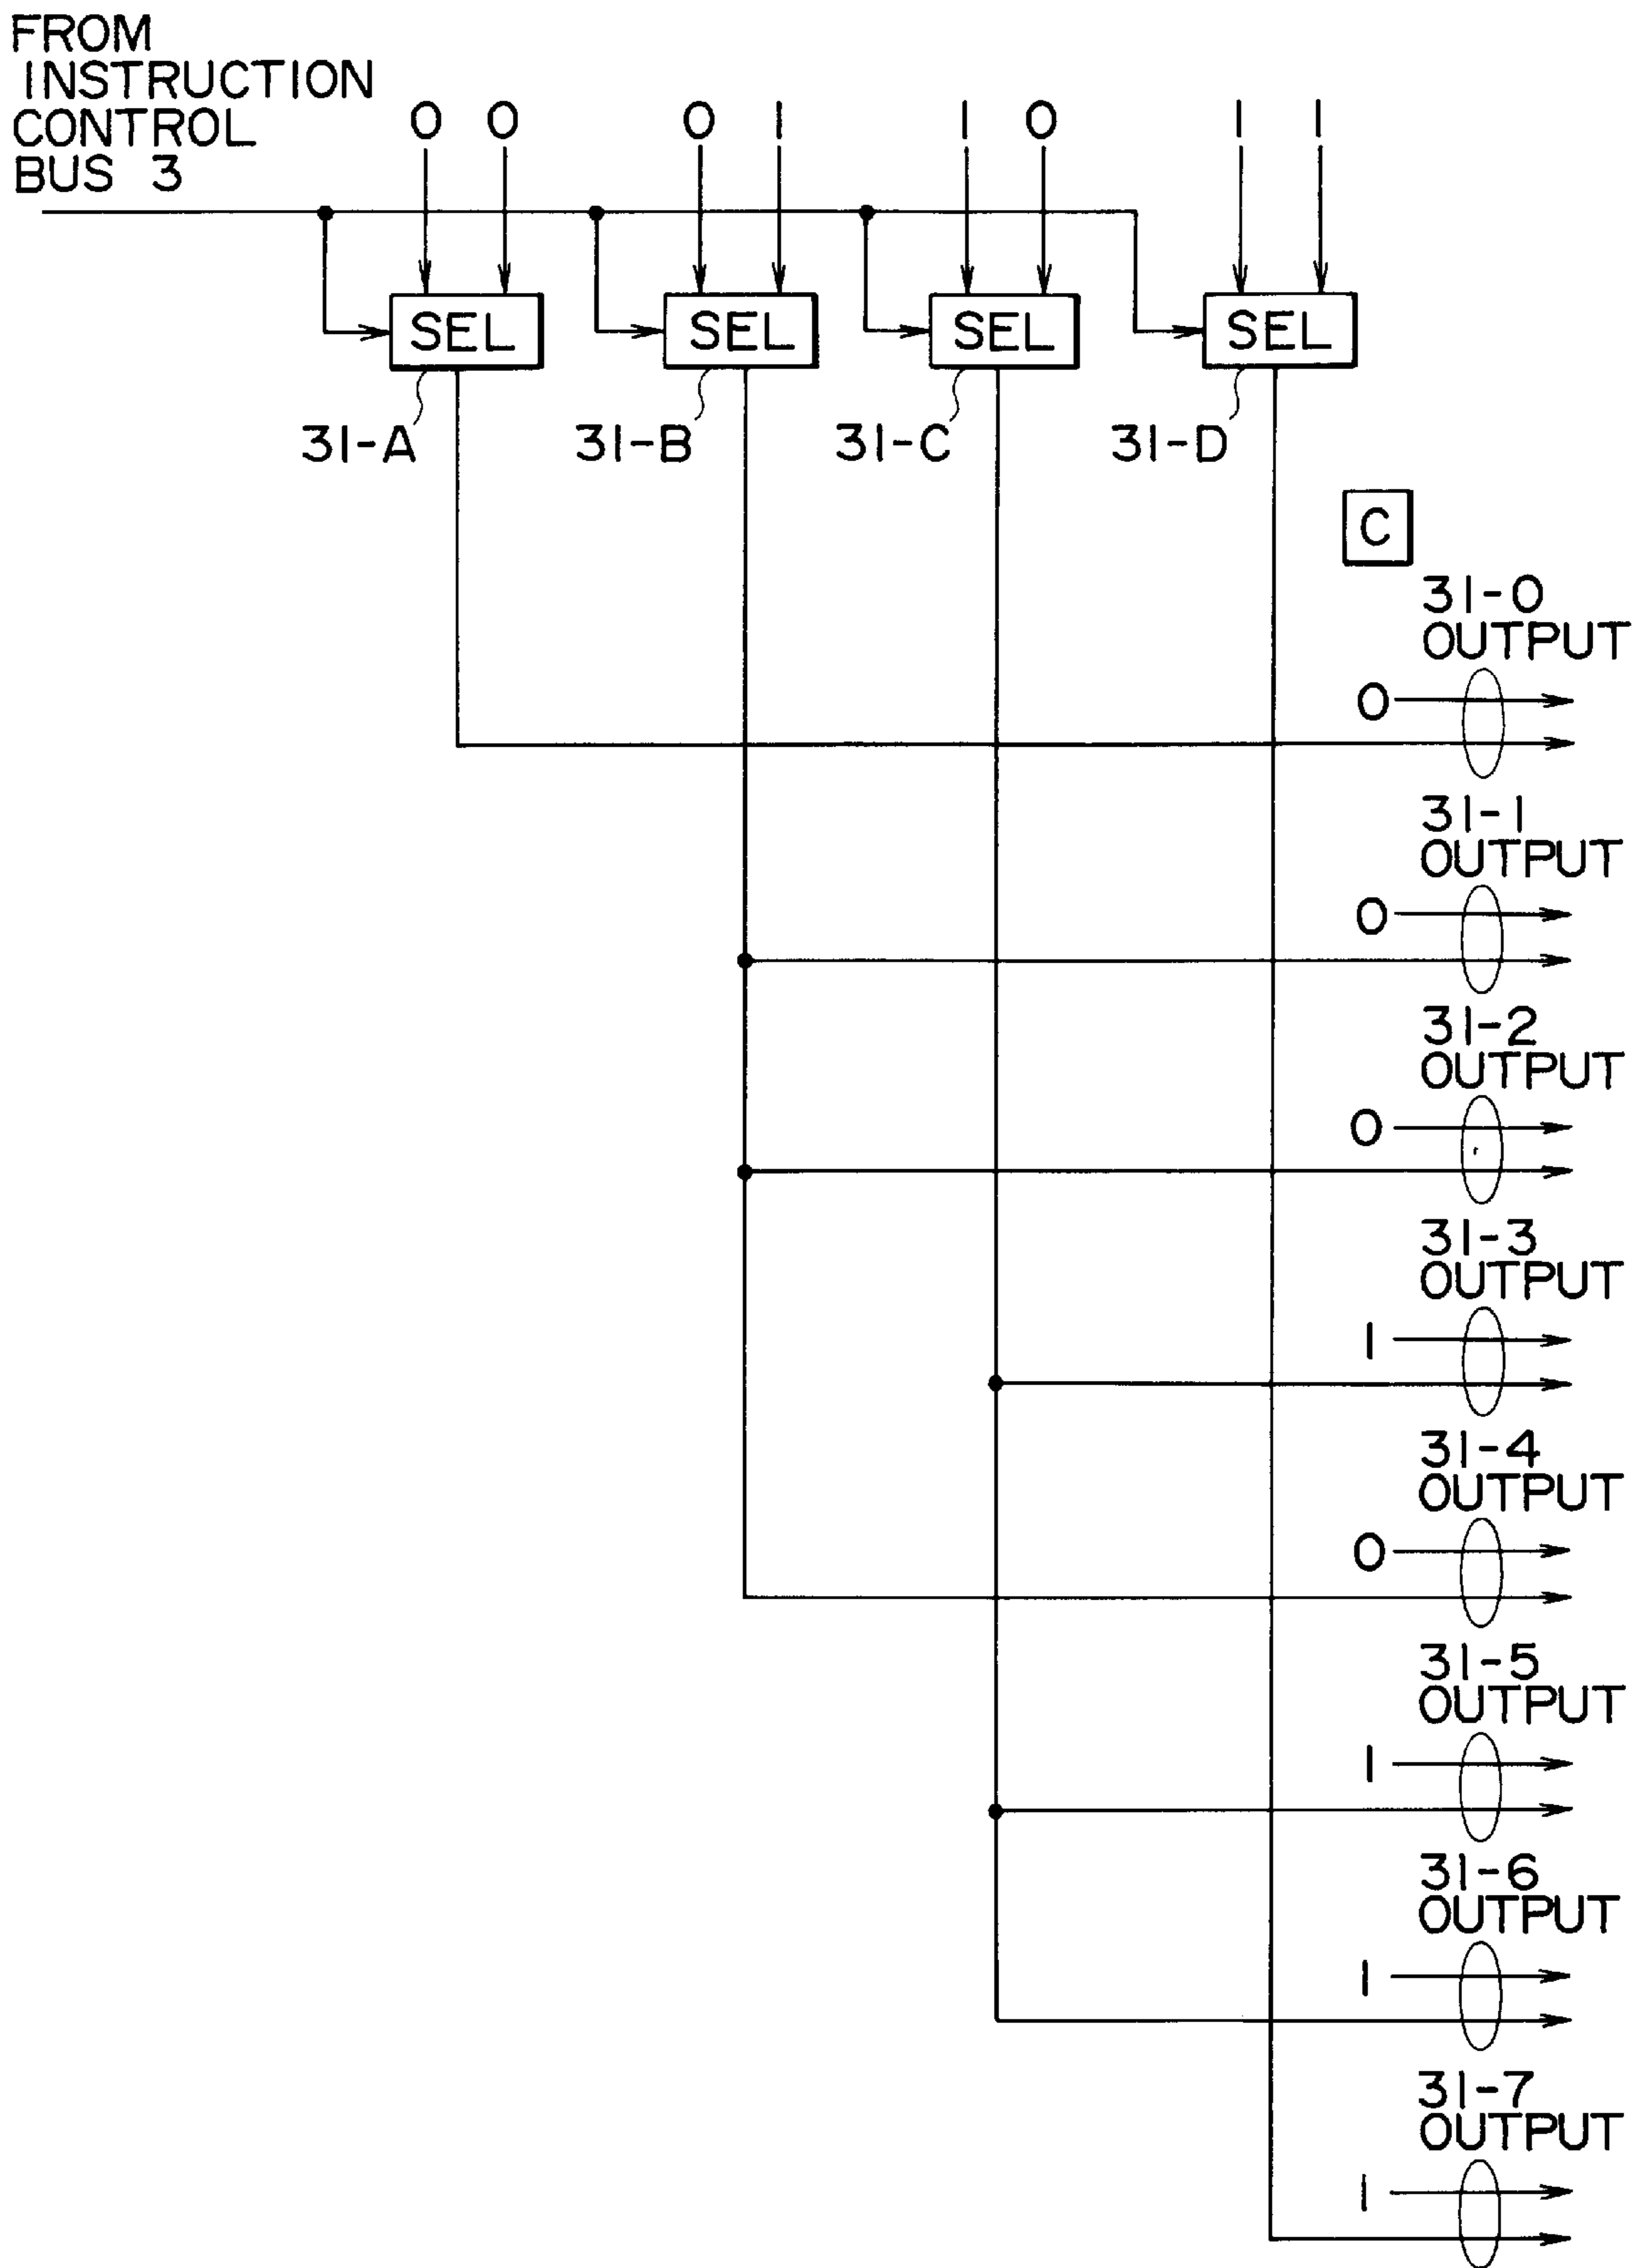 FROM
INSTRUCTION
CONTROL
BUS 3
0 0 0 1 1 0 1 1
SEL SEL SEL SEL
31-A 31-B 31-C 31-D
C
31-0
OUTPUT
0
31-1
OUTPUT
0
31-2
OUTPUT
0
31-3
OUTPUT
1
31-4
OUTPUT
0
31-5
OUTPUT
1
31-6
OUTPUT
1
31-7
OUTPUT
1